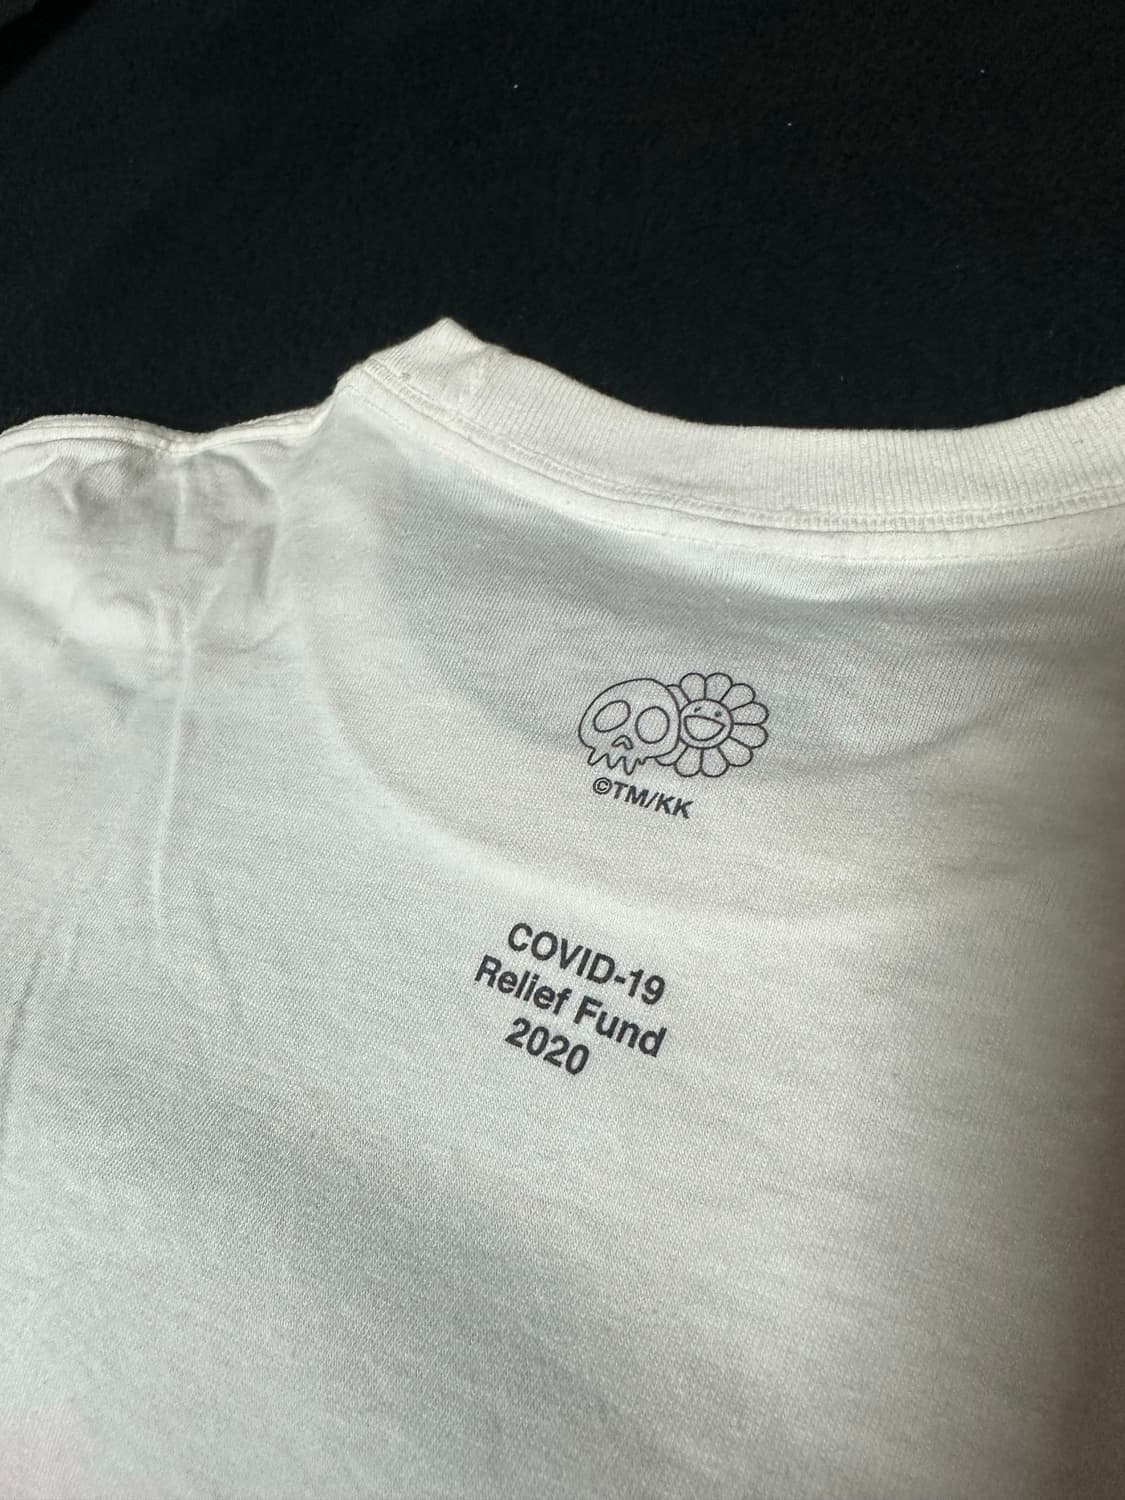 ©TM/KK
COVID-19
Relief Fund
2020